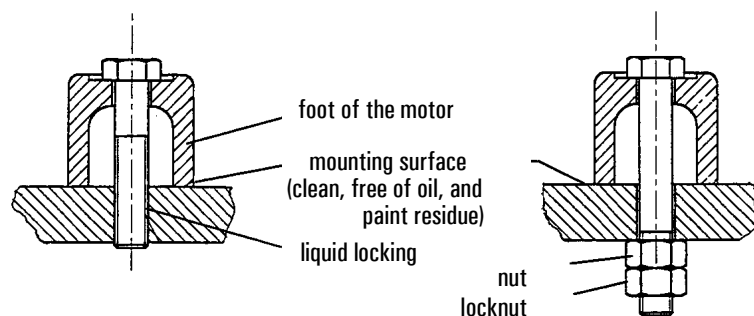 foot of the motor
mounting surface
(clean, free of oil, and
paint residue)
liquid locking
nut
locknut